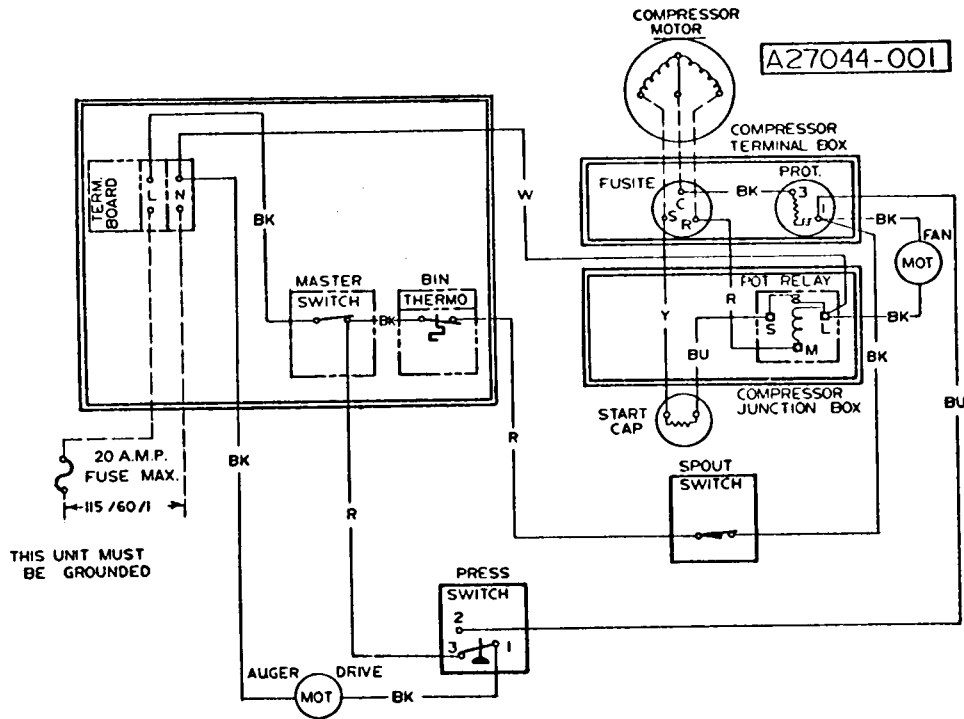 COMPRESSOR
MOTOR
A27044-001
COMPRESSOR
TERMINAL BOX
PROT.
FUSITE
BK
3
1
C
S
R
BK
FAN
MOT
TERM.
BOARD
L
N
W
BK
MASTER
SWITCH
BK
BIN
THERMO
POT RELAY
R
S
L
BK
Y
M
BU
BK
COMPRESSOR
JUNCTION BOX
BU
START
CAP
R
BK
20 A.M.P.
FUSE MAX.
115/60/1
SPOUT
SWITCH
R
THIS UNIT MUST
BE GROUNDED
PRESS
SWITCH
2
3
1
AUGER DRIVE
MOT
BK